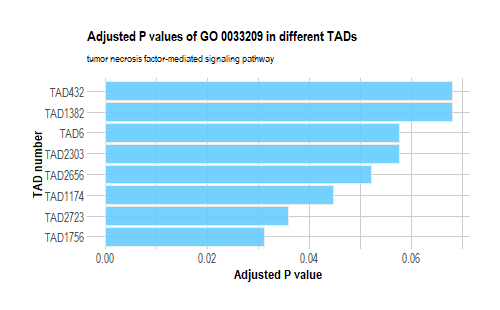 Adjusted P values of GO 0033209 in different TADs
tumor necrosis factor-mediated signaling pathway
TAD number
TAD432
TAD1382
TAD6
TAD2303
TAD2656
TAD1174
TAD2723
TAD1756
0.00 0.02 0.04 0.06
Adjusted P value